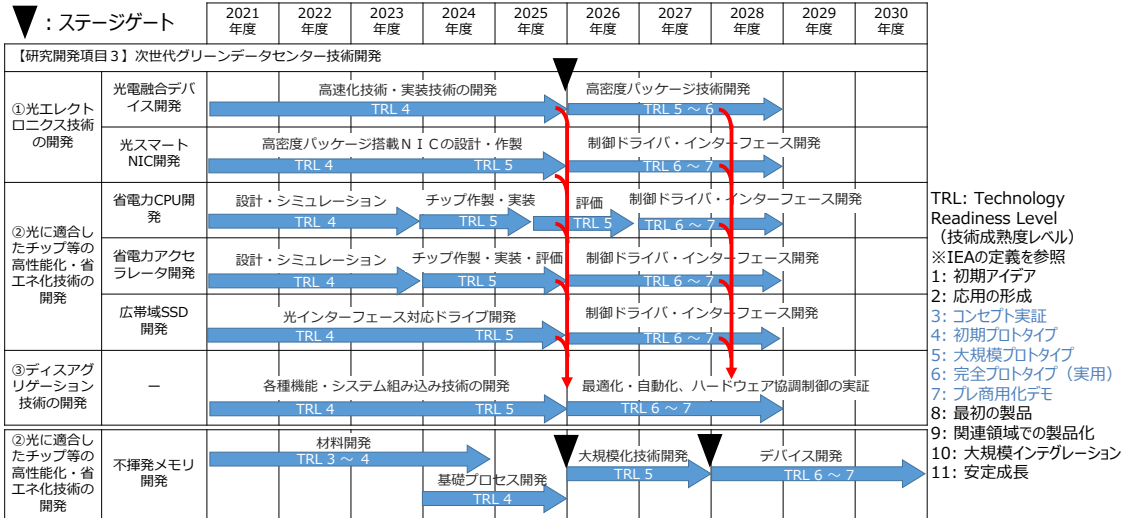 ▼：ステージゲート
2021
年度
2022
年度
2023
年度
2024
年度
2025
年度
2026
年度
2027
年度
2028
年度
2029
年度
2030
年度
【研究開発項目３】次世代グリーンデータセンター技術開発
①光エレクト
ロニクス技術
の開発
光電融合デバ
イス開発
高速化技術・実装技術の開発
TRL 4
高密度パッケージ技術開発
TRL 5 ～ 6
光スマート
NIC開発
高密度パッケージ搭載ＮＩＣの設計・作製
TRL 4
TRL 5
制御ドライバ・インターフェース開発
TRL 6 ～ 7
②光に適合し
たチップ等の
高性能化・省
エネ化技術の
開発
省電力CPU開
発
設計・シミュレーション
TRL 4
チップ作製・実装
TRL 5
評価
TRL 5
制御ドライバ・インターフェース開発
TRL 6 ～ 7
省電力アクセ
ラレータ開発
設計・シミュレーション
TRL 4
チップ作製・実装・評価
TRL 5
制御ドライバ・インターフェース開発
TRL 6 ～ 7
広帯域SSD
開発
光インターフェース対応ドライブ開発
TRL 4
TRL 5
制御ドライバ・インターフェース開発
TRL 6 ～ 7
③ディスアグ
リゲーション
技術の開発
－
各種機能・システム組み込み技術の開発
TRL 4
TRL 5
最適化・自動化、ハードウェア協調制御の実証
TRL 6 ～ 7
②光に適合し
たチップ等の
高性能化・省
エネ化技術の
開発
不揮発メモリ
開発
材料開発
TRL 3 ～ 4
基礎プロセス開発
TRL 4
大規模化技術開発
TRL 5
デバイス開発
TRL 6 ～ 7
TRL: Technology
Readiness Level
（技術成熟度レベル）
※IEAの定義を参照
1: 初期アイデア
2: 応用の形成
3: コンセプト実証
4: 初期プロトタイプ
5: 大規模プロトタイプ
6: 完全プロトタイプ（実用）
7: プレ商用化デモ
8: 最初の製品
9: 関連領域での製品化
10: 大規模インテグレーション
11: 安定成長